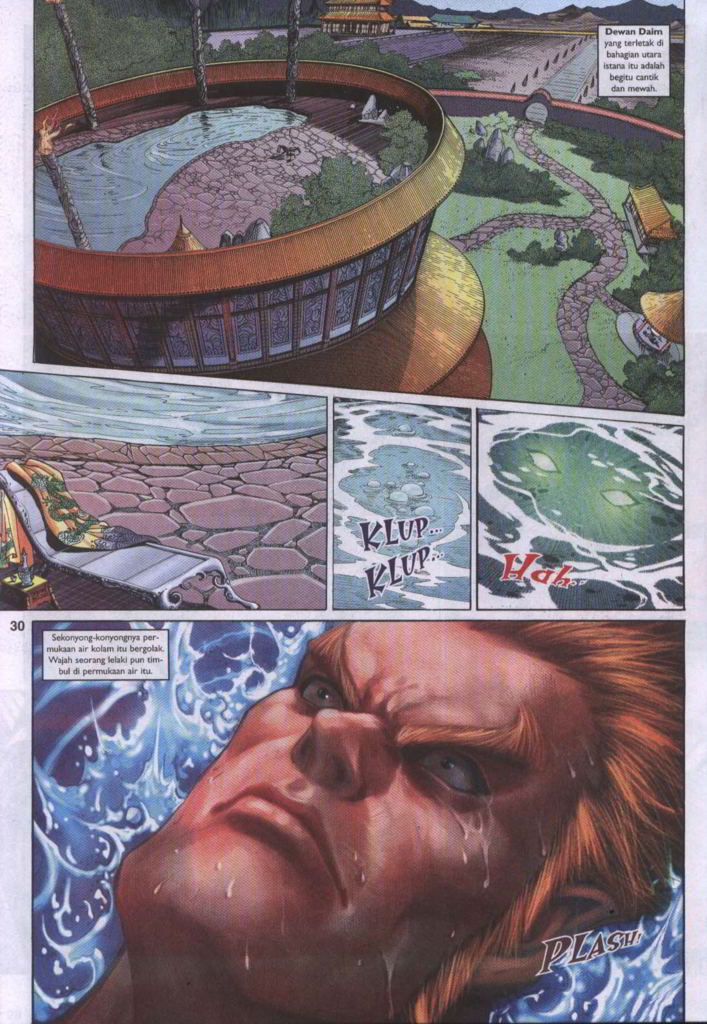 Dewan Daim
yang terletak di
bahagian utara
istana itu adalah
begitu cantik
dan mewah.
KLUP...
KLUP...
Hah..
30
Sekonyong-konyongnya per-
mukaan air kolam itu bergolak.
Wajah seorang lelaki pun tim-
bul di permukaan air itu.
PLASH!